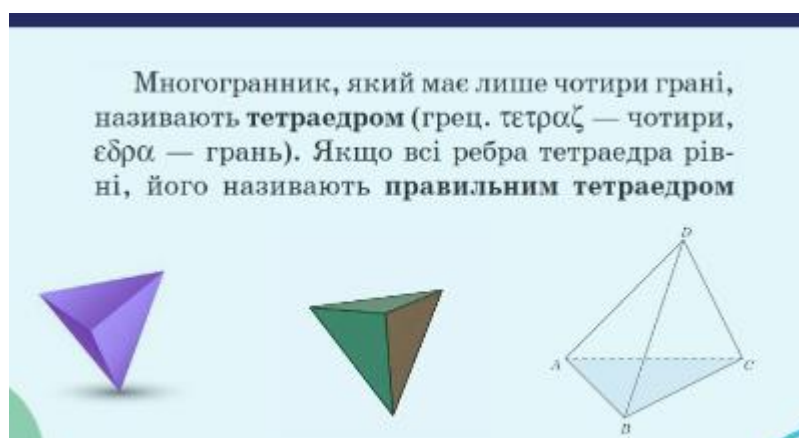 Многогранник, який має лише чотири грані,
називають тетраедром (грец. τετραζ — чотири,
εδρα — грань). Якщо всі ребра тетраедра рів-
ні, його називають правильним тетраедром
D
A
C
B